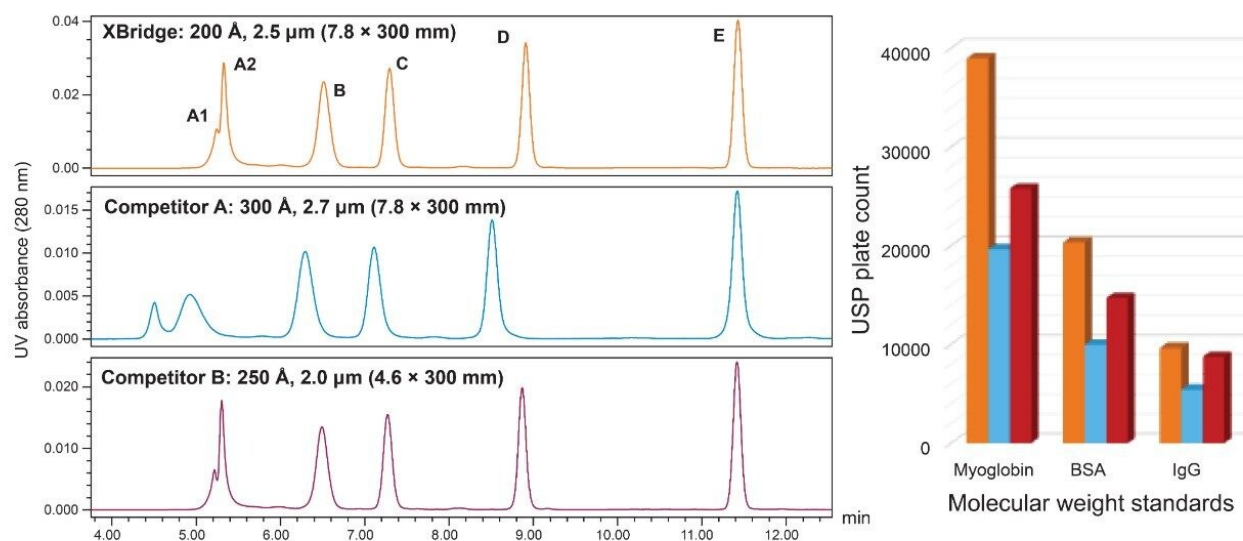 XBridge: 200 Å, 2.5 µm (7.8 × 300 mm)
A1
A2
B
C
D
E
0.04
0.02
0.00
Competitor A: 300 Å, 2.7 µm (7.8 × 300 mm)
0.015
0.010
0.005
0.000
Competitor B: 250 Å, 2.0 µm (4.6 × 300 mm)
0.020
0.010
0.000
UV absorbance (280 nm)
4.00 5.00 6.00 7.00 8.00 9.00 10.00 11.00 12.00 min
USP plate count
40000
30000
20000
10000
0
Myoglobin BSA IgG
Molecular weight standards